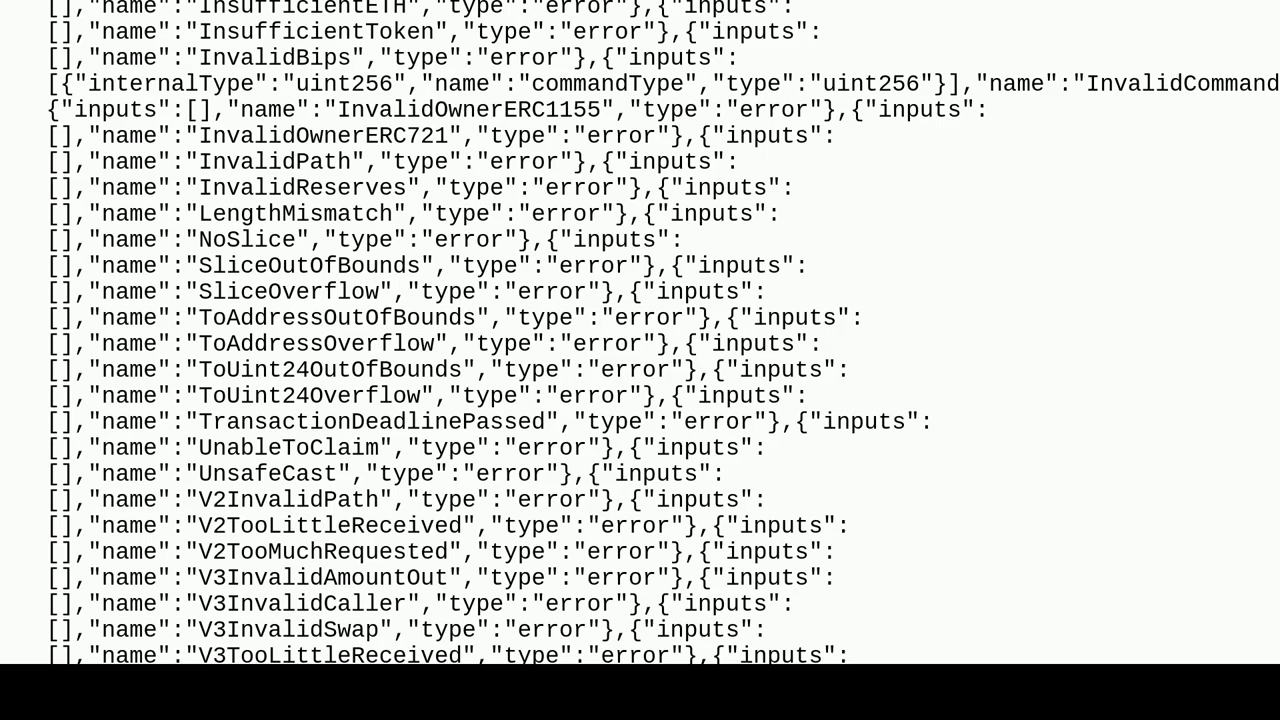 [],"name":"InsufficientETH","type":"error"},{"inputs":
[],"name":"InsufficientToken","type":"error"},{"inputs":
[],"name":"InvalidBips","type":"error"},{"inputs":
[{"internalType":"uint256","name":"commandType","type":"uint256"}],"name":"InvalidCommand
{"inputs":[],"name":"InvalidOwnerERC1155","type":"error"},{"inputs":
[],"name":"InvalidOwnerERC721","type":"error"},{"inputs":
[],"name":"InvalidPath","type":"error"},{"inputs":
[],"name":"InvalidReserves","type":"error"},{"inputs":
[],"name":"LengthMismatch","type":"error"},{"inputs":
[],"name":"NoSlice","type":"error"},{"inputs":
[],"name":"SliceOutOfBounds","type":"error"},{"inputs":
[],"name":"SliceOverflow","type":"error"},{"inputs":
[],"name":"ToAddressOutOfBounds","type":"error"},{"inputs":
[],"name":"ToAddressOverflow","type":"error"},{"inputs":
[],"name":"ToUint24OutOfBounds","type":"error"},{"inputs":
[],"name":"ToUint24Overflow","type":"error"},{"inputs":
[],"name":"TransactionDeadlinePassed","type":"error"},{"inputs":
[],"name":"UnableToClaim","type":"error"},{"inputs":
[],"name":"UnsafeCast","type":"error"},{"inputs":
[],"name":"V2InvalidPath","type":"error"},{"inputs":
[],"name":"V2TooLittleReceived","type":"error"},{"inputs":
[],"name":"V2TooMuchRequested","type":"error"},{"inputs":
[],"name":"V3InvalidAmountOut","type":"error"},{"inputs":
[],"name":"V3InvalidCaller","type":"error"},{"inputs":
[],"name":"V3InvalidSwap","type":"error"},{"inputs":
[],"name":"V3TooLittleReceived","type":"error"},{"inputs":